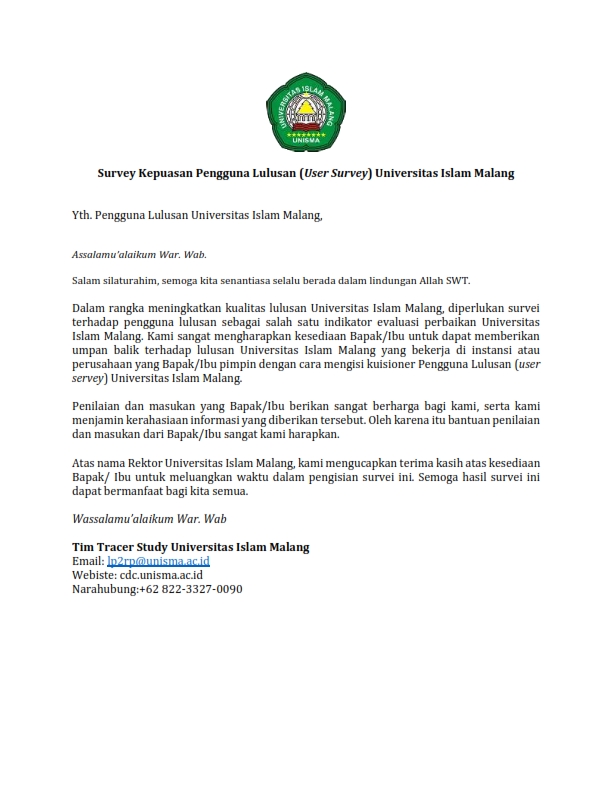 UNIVERSITAS ISLAM MALANG
UNISMA
Survey Kepuasan Pengguna Lulusan (User Survey) Universitas Islam Malang
Yth. Pengguna Lulusan Universitas Islam Malang,
Assalamu’alaikum War. Wab.
Salam silaturahim, semoga kita senantiasa selalu berada dalam lindungan Allah SWT.
Dalam rangka meningkatkan kualitas lulusan Universitas Islam Malang, diperlukan survei
terhadap pengguna lulusan sebagai salah satu indikator evaluasi perbaikan Universitas
Islam Malang. Kami sangat mengharapkan kesediaan Bapak/Ibu untuk dapat memberikan
umpan balik terhadap lulusan Universitas Islam Malang yang bekerja di instansi atau
perusahaan yang Bapak/Ibu pimpin dengan cara mengisi kuisioner Pengguna Lulusan (user
servey) Universitas Islam Malang.
Penilaian dan masukan yang Bapak/Ibu berikan sangat berharga bagi kami, serta kami
menjamin kerahasiaan informasi yang diberikan tersebut. Oleh karena itu bantuan penilaian
dan masukan dari Bapak/Ibu sangat kami harapkan.
Atas nama Rektor Universitas Islam Malang, kami mengucapkan terima kasih atas kesediaan
Bapak/ Ibu untuk meluangkan waktu dalam pengisian survei ini. Semoga hasil survei ini
dapat bermanfaat bagi kita semua.
Wassalamu’alaikum War. Wab
Tim Tracer Study Universitas Islam Malang
Email: lp2rp@unisma.ac.id
Webiste: cdc.unisma.ac.id
Narahubung:+62 822-3327-0090